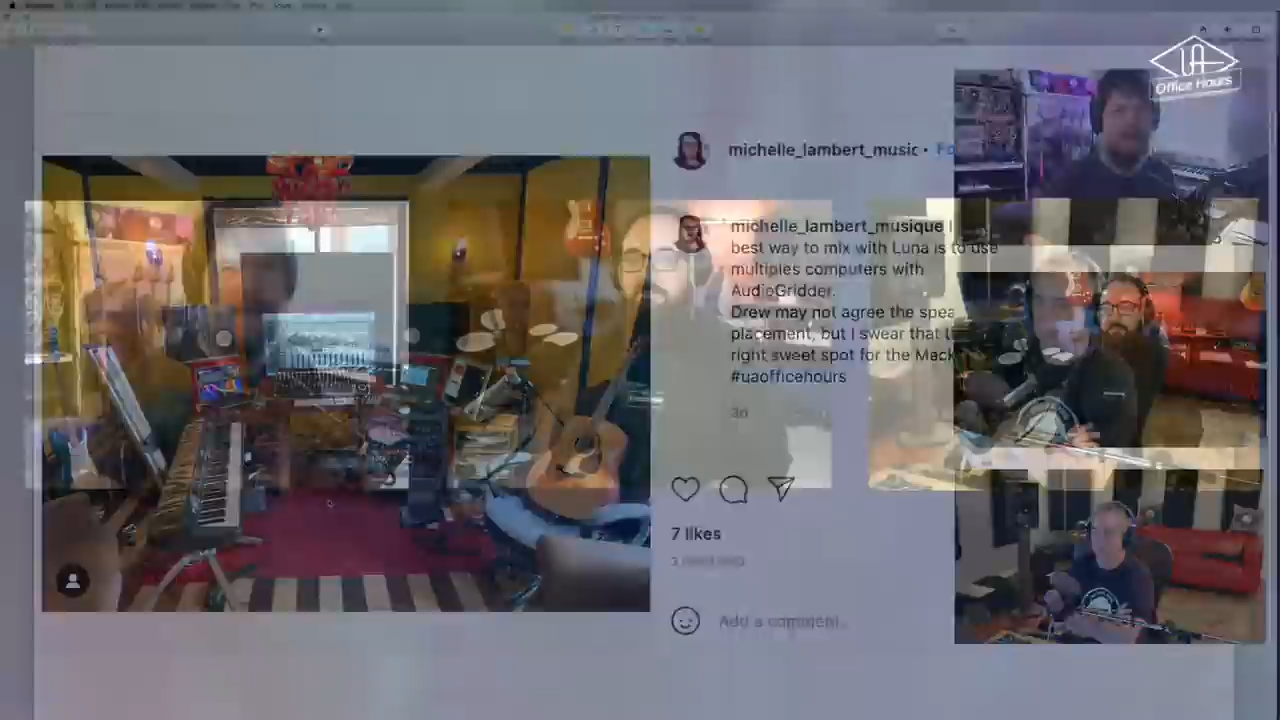 UA
Office Hours
michelle_lambert_music •
michelle_lambert_musique I
best way to mix with Luna is to use
multiples computers with
AudioGridder.
Drew may not agree the spea
placement, but I swear that
right sweet spot for the Mack
#uaofficehours
3d
7 likes
Add a comment..